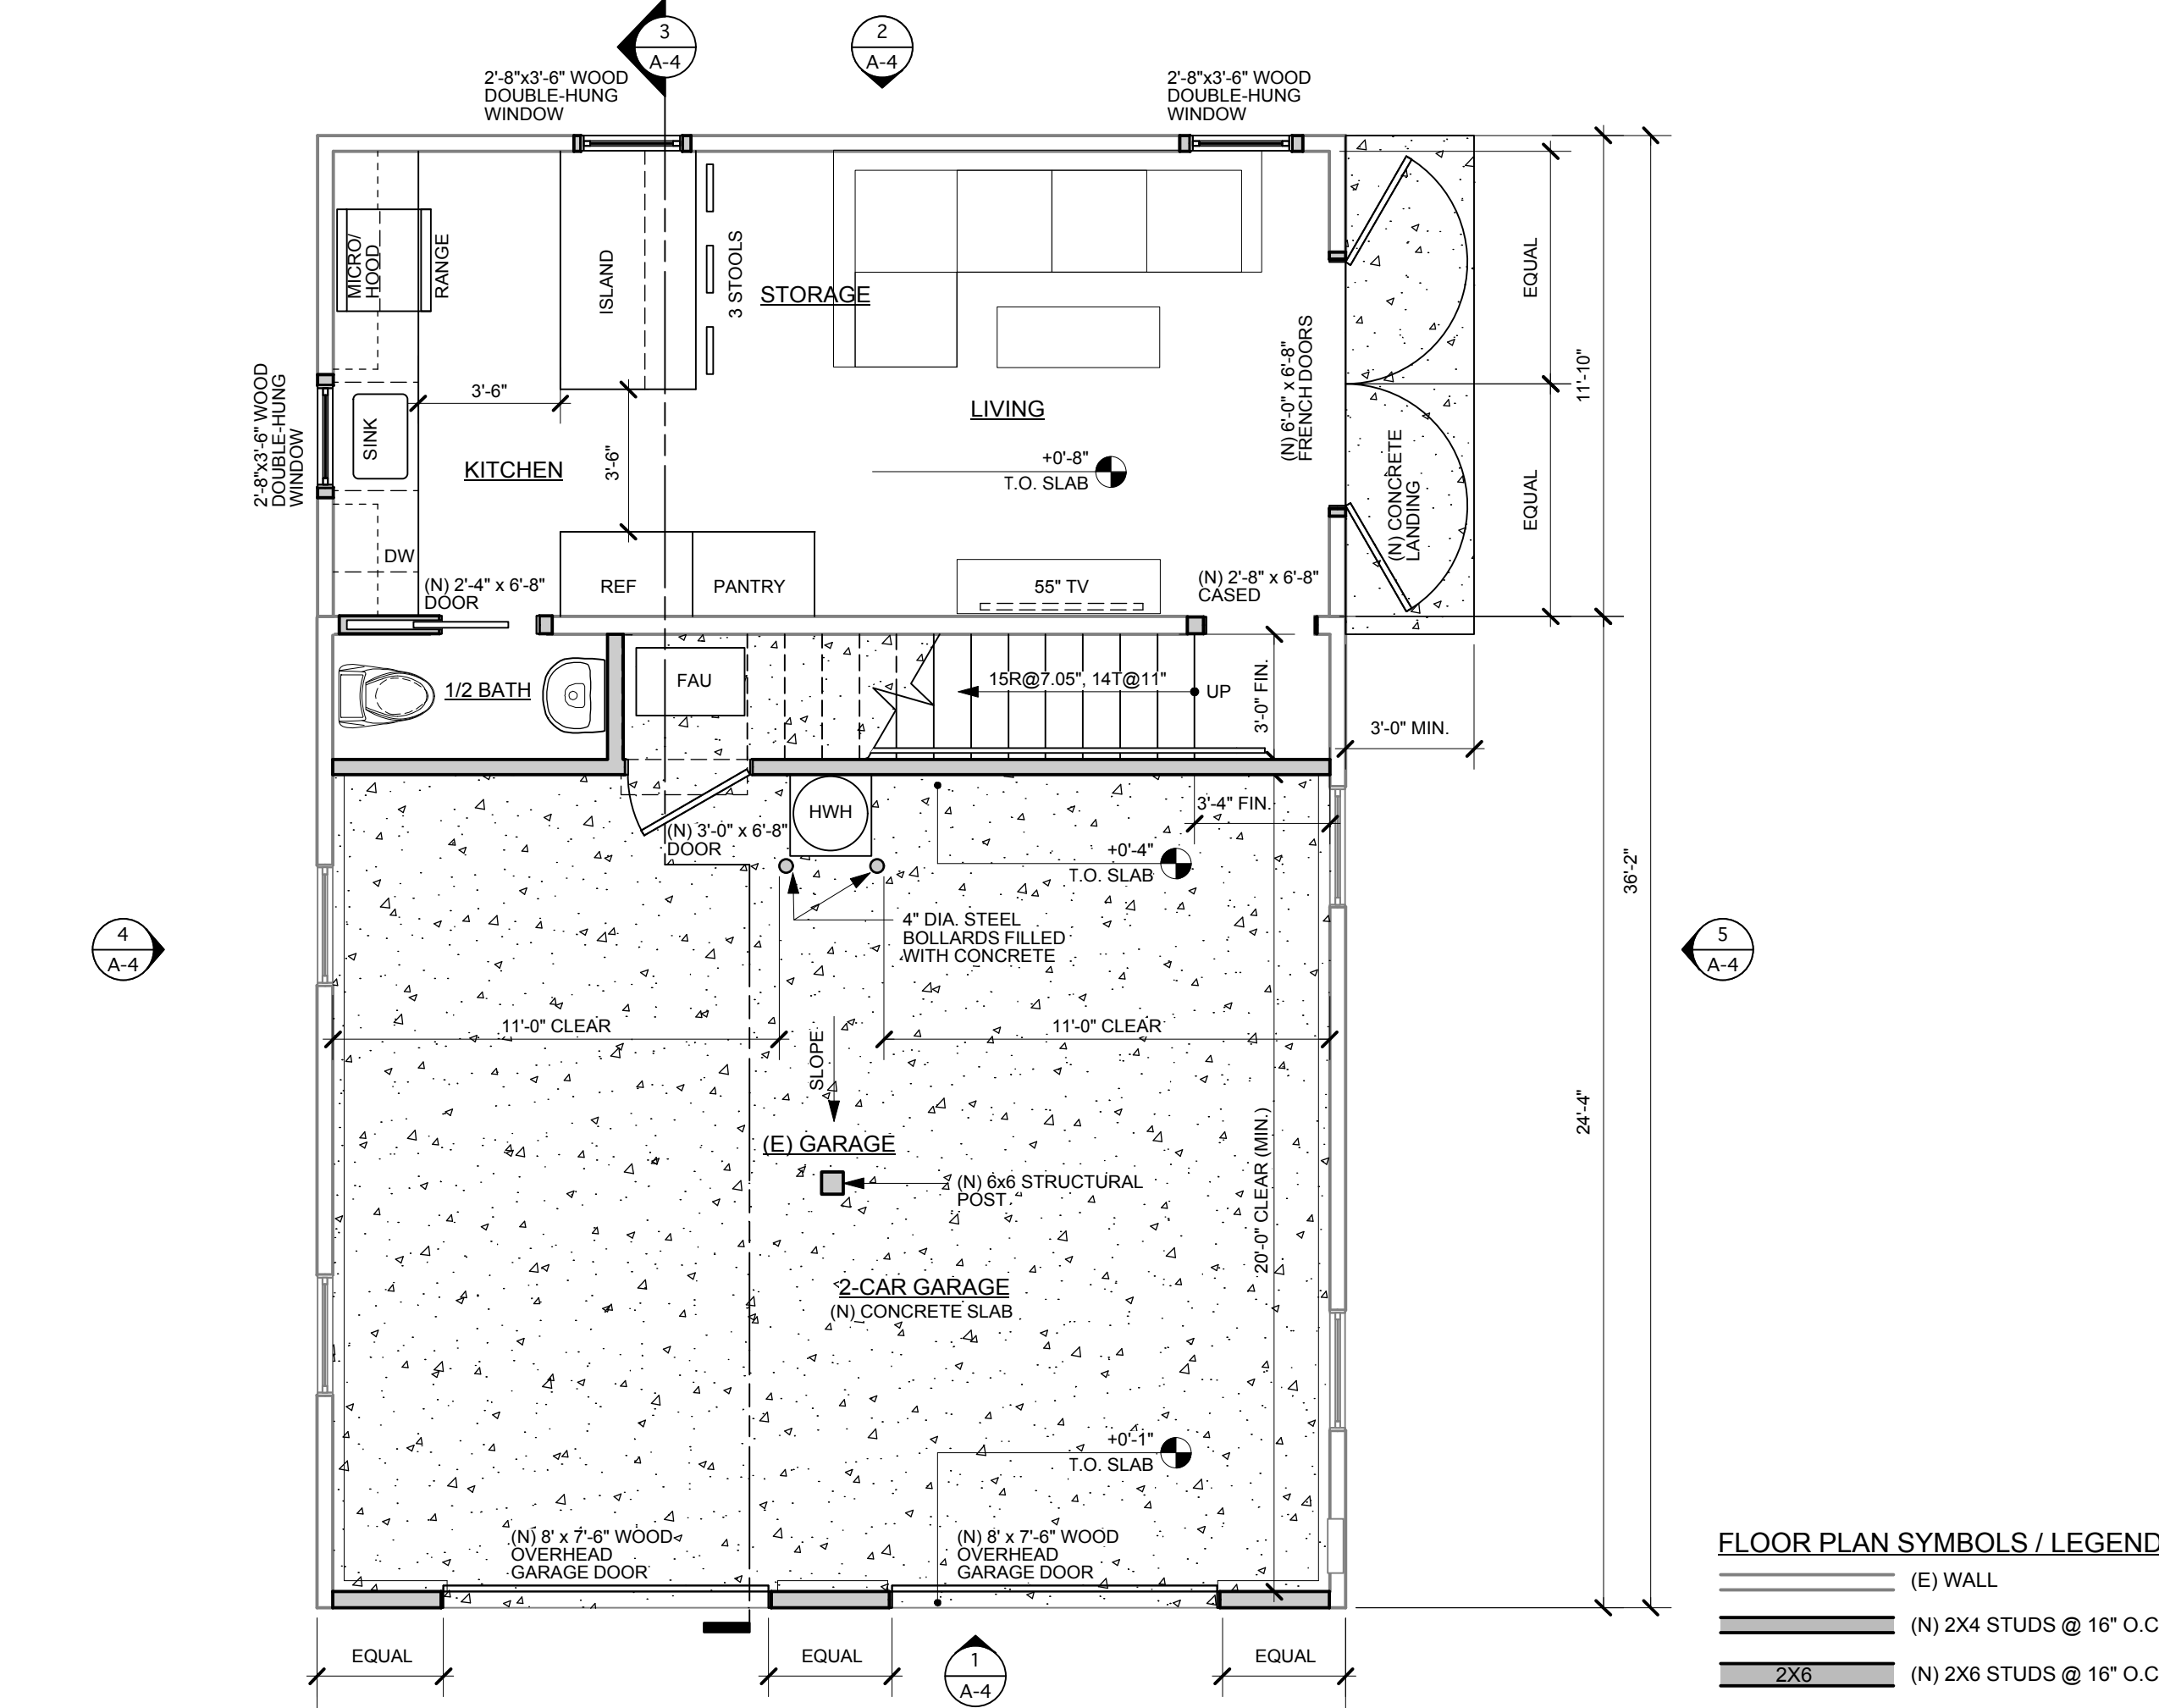 3
A-4
2
A-4
2'-8"x3'-6" WOOD
DOUBLE-HUNG
WINDOW
2'-8"x3'-6" WOOD
DOUBLE-HUNG
WINDOW
MICRO/
HOOD
RANGE
ISLAND
3 STOOLS
STORAGE
EQUAL
11'-10"
2'-8"x3'-6" WOOD
DOUBLE-HUNG
WINDOW
SINK
3'-6"
KITCHEN
3'-6"
LIVING
+0'-8"
T.O. SLAB
(N) 6'-0" x 6'-8"
FRENCH DOORS
(N) CONCRETE
LANDING
EQUAL
DW
(N) 2'-4" x 6'-8"
DOOR
REF
PANTRY
55" TV
(N) 2'-8" x 6'-8"
CASED
1/2 BATH
FAU
15R@7.05", 14T@11"
UP
3'-0" FIN.
3'-0" MIN.
HWH
3'-4" FIN.
(N) 3'-0" x 6'-8"
DOOR
+0'-4"
T.O. SLAB
36'-2"
4" DIA. STEEL
BOLLARDS FILLED
WITH CONCRETE
4
A-4
5
A-4
11'-0" CLEAR
11'-0" CLEAR
SLOPE
24'-4"
(E) GARAGE
20'-0" CLEAR (MIN.)
(N) 6x6 STRUCTURAL
POST
2-CAR GARAGE
(N) CONCRETE SLAB
+0'-1"
T.O. SLAB
(N) 8' x 7'-6" WOOD
OVERHEAD
GARAGE DOOR
(N) 8' x 7'-6" WOOD
OVERHEAD
GARAGE DOOR
EQUAL
EQUAL
EQUAL
1
A-4
FLOOR PLAN SYMBOLS / LEGEND
(E) WALL
(N) 2X4 STUDS @ 16" O.C
2X6
(N) 2X6 STUDS @ 16" O.C